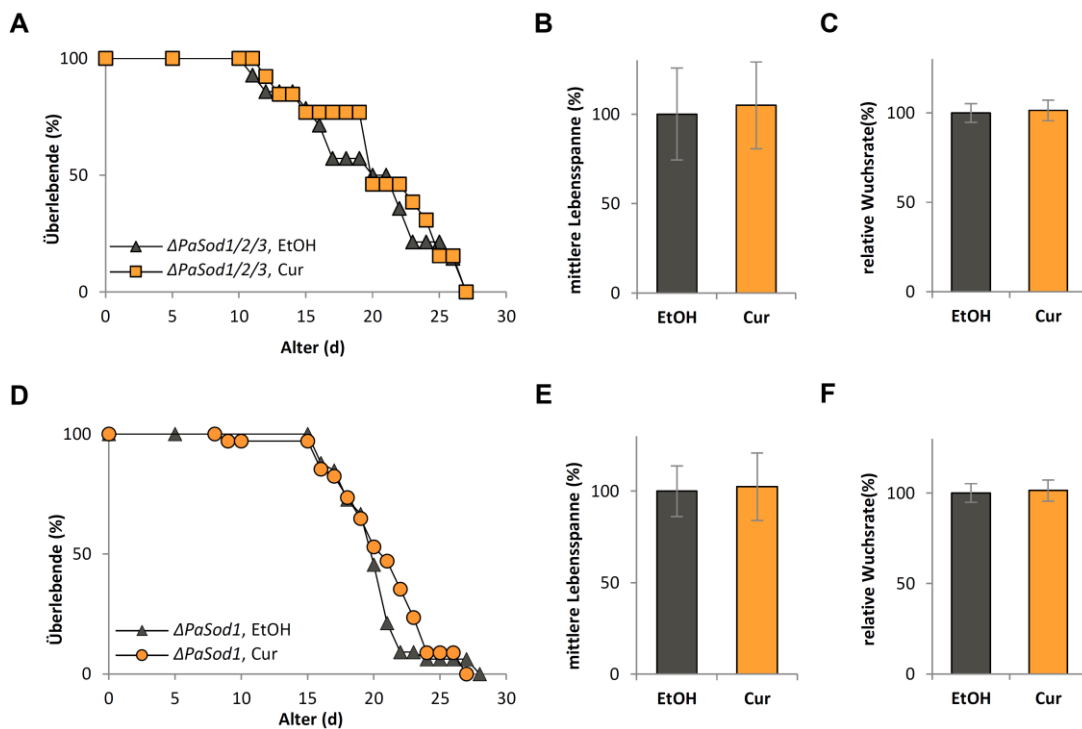 A
Überlebende (%)
100
50
0
ΔPaSod1/2/3, EtOH
ΔPaSod1/2/3, Cur
0 5 10 15 20 25 30
Alter (d)
B
mittlere Lebensspanne (%)
100
50
0
EtOH Cur
C
relative Wuchsrate(%)
100
50
0
EtOH Cur
D
Überlebende (%)
100
50
0
ΔPaSod1, EtOH
ΔPaSod1, Cur
0 5 10 15 20 25 30
Alter (d)
E
mittlere Lebensspanne (%)
100
50
0
EtOH Cur
F
relative Wuchsrate(%)
100
50
0
EtOH Cur